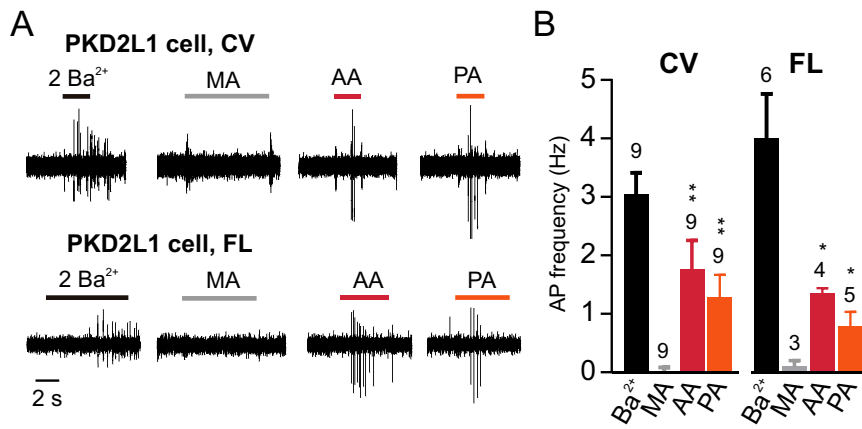 A
PKD2L1 cell, CV
2 Ba²⁺ MA AA PA
PKD2L1 cell, FL
2 Ba²⁺ MA AA PA
2 s
B
CV FL
AP frequency (Hz)
5
4
3
2
1
0
9 9 ** 9 ** 9
6 3 * 4 * 5
Ba²⁺ MA AA PA Ba²⁺ MA AA PA